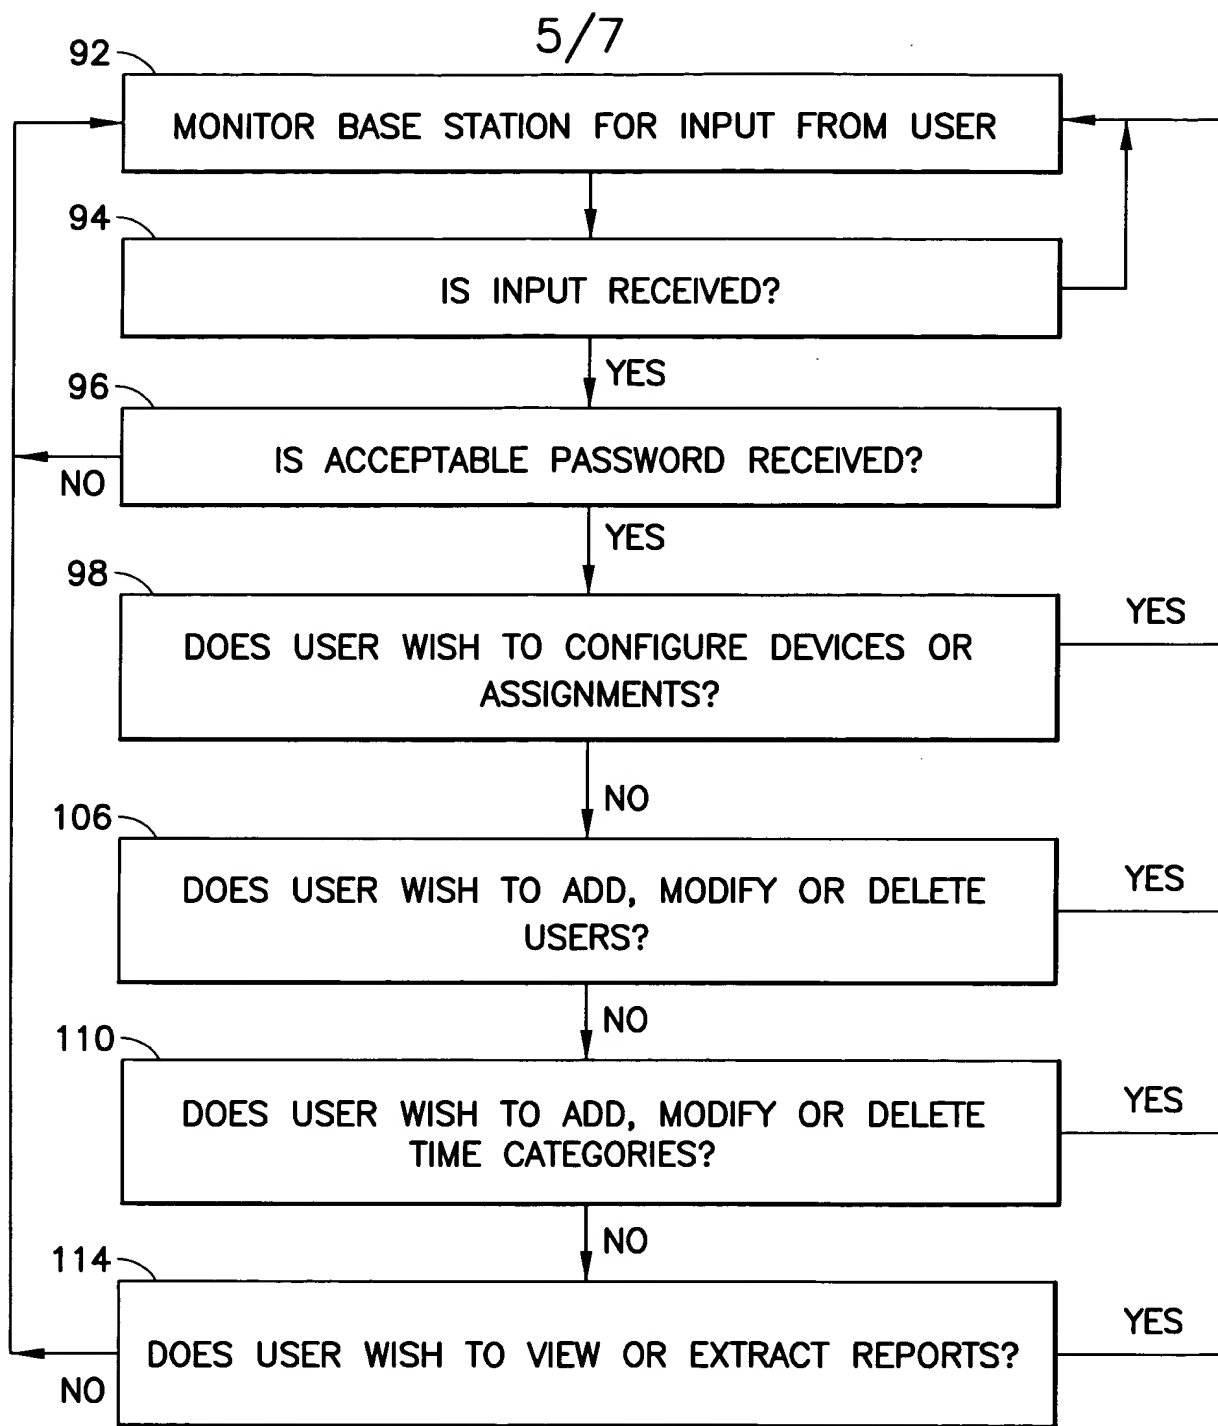 5/7
92
MONITOR BASE STATION FOR INPUT FROM USER
94
IS INPUT RECEIVED?
YES
96
IS ACCEPTABLE PASSWORD RECEIVED?
NO
YES
98
DOES USER WISH TO CONFIGURE DEVICES OR
ASSIGNMENTS?
YES
NO
106
DOES USER WISH TO ADD, MODIFY OR DELETE
USERS?
YES
NO
110
DOES USER WISH TO ADD, MODIFY OR DELETE
TIME CATEGORIES?
YES
NO
114
DOES USER WISH TO VIEW OR EXTRACT REPORTS?
YES
NO